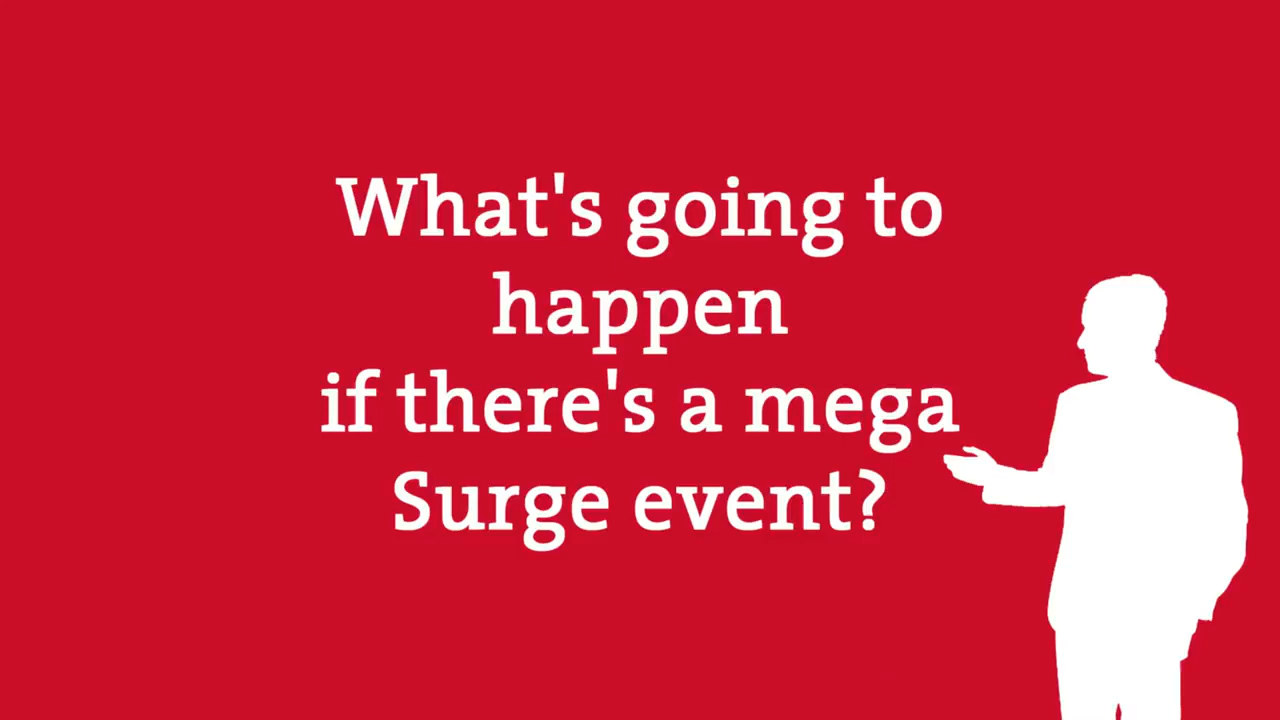 What's going to
happen
if there's a mega
Surge event?